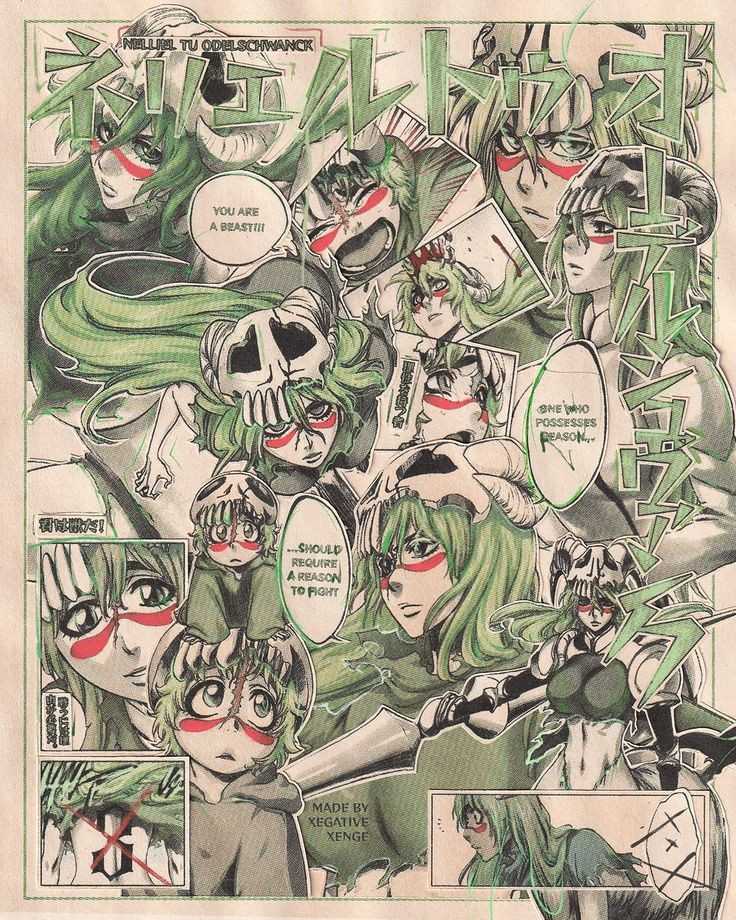 NELLIEL TU ODELSCHWANCK
ネリエルトゥ
オーデルシュヴァンク
YOU ARE
A BEAST!!!
ONE WHO
POSSESSES
REASON...
君は獣だ!
...SHOULD
REQUIRE
A REASON
TO FIGHT
MADE BY
XEGATIVE
XENGE